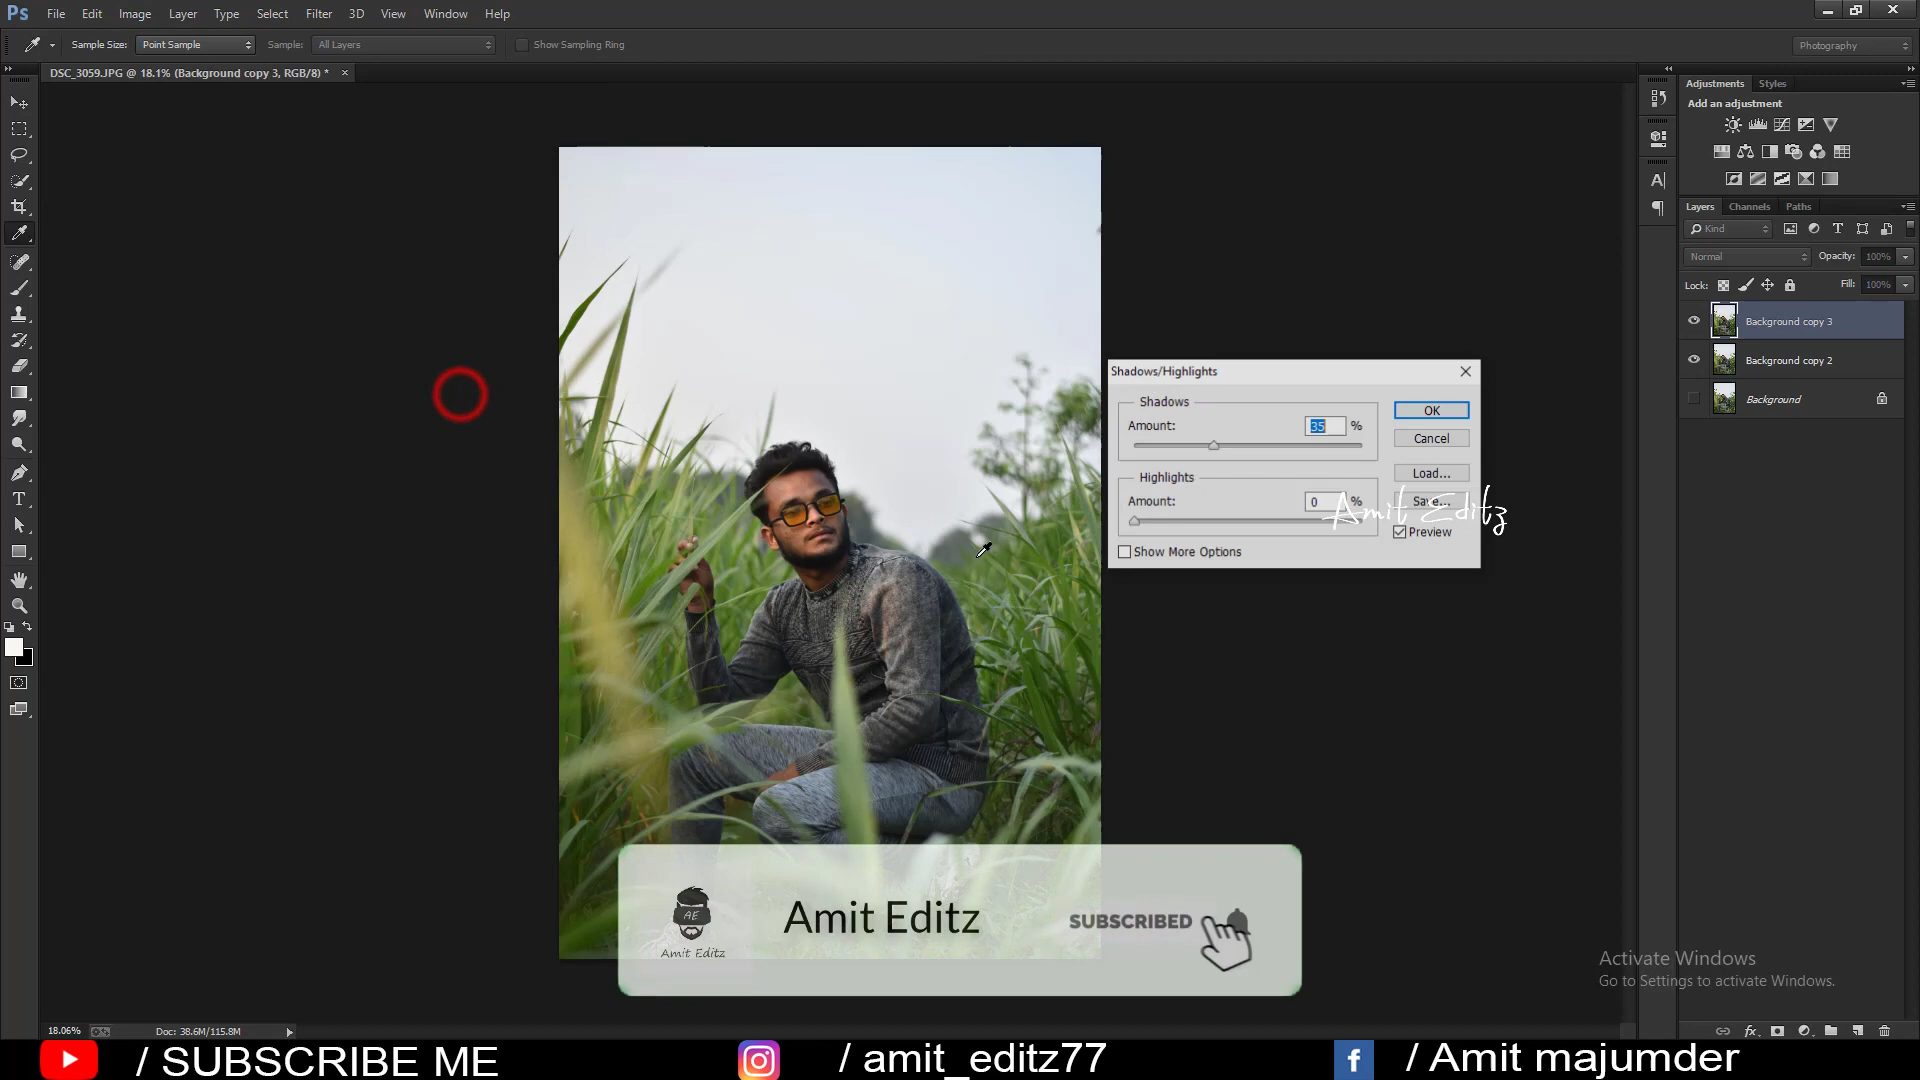 Ps File Edit Image Layer Type Select Filter 3D View Window Help
Sample Size: Point Sample Sample: All Layers Show Sampling Ring Photography
DSC_3059.JPG @ 18.1% (Background copy 3, RGB/8) * ×
Adjustments Styles
Add an adjustment
Layers Channels Paths
Kind
Normal Opacity: 100%
Lock: Fill: 100%
Background copy 3
Background copy 2
Background
Shadows/Highlights
Shadows
Amount: 35 %
OK
Cancel
Highlights
Load...
Amount: 0 %
Save...
Amit Editz
Preview
Show More Options
AE
Amit Editz
Amit Editz
SUBSCRIBED
Activate Windows
Go to Settings to activate Windows.
18.06% Doc: 38.6M/115.8M
/ SUBSCRIBE ME
/ amit_editz77
/ Amit majumder